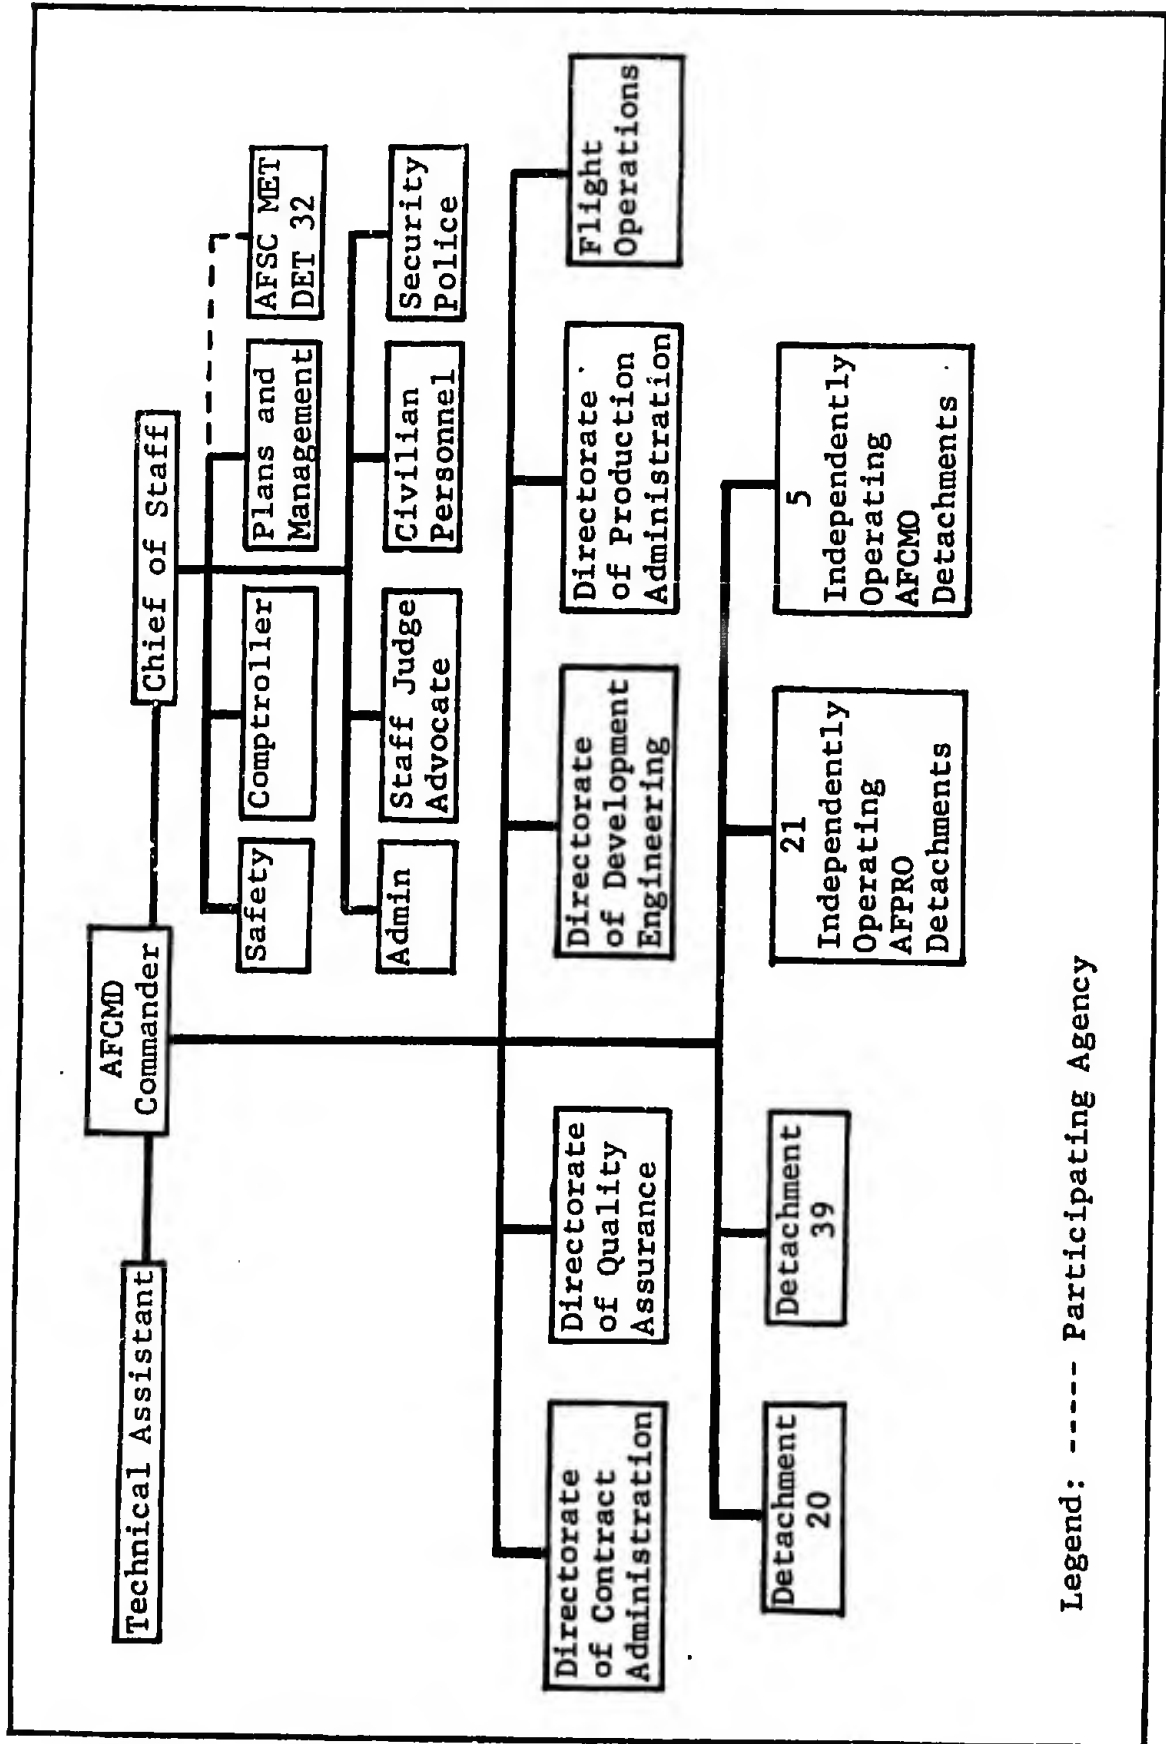 AFCMD
Commander
Technical Assistant
Chief of Staff
Safety
Comptroller
Plans and
Management
AFSC MET
DET 32
Admin
Staff Judge
Advocate
Civilian
Personnel
Security
Police
Directorate
of Contract
Administration
Directorate
of Quality
Assurance
Directorate
of Development
Engineering
Directorate
of Production
Administration
Flight
Operations
Detachment
20
Detachment
39
21
Independently
Operating
AFPRO
Detachments
5
Independently
Operating
AFCMO
Detachments
Legend: ----- Participating Agency